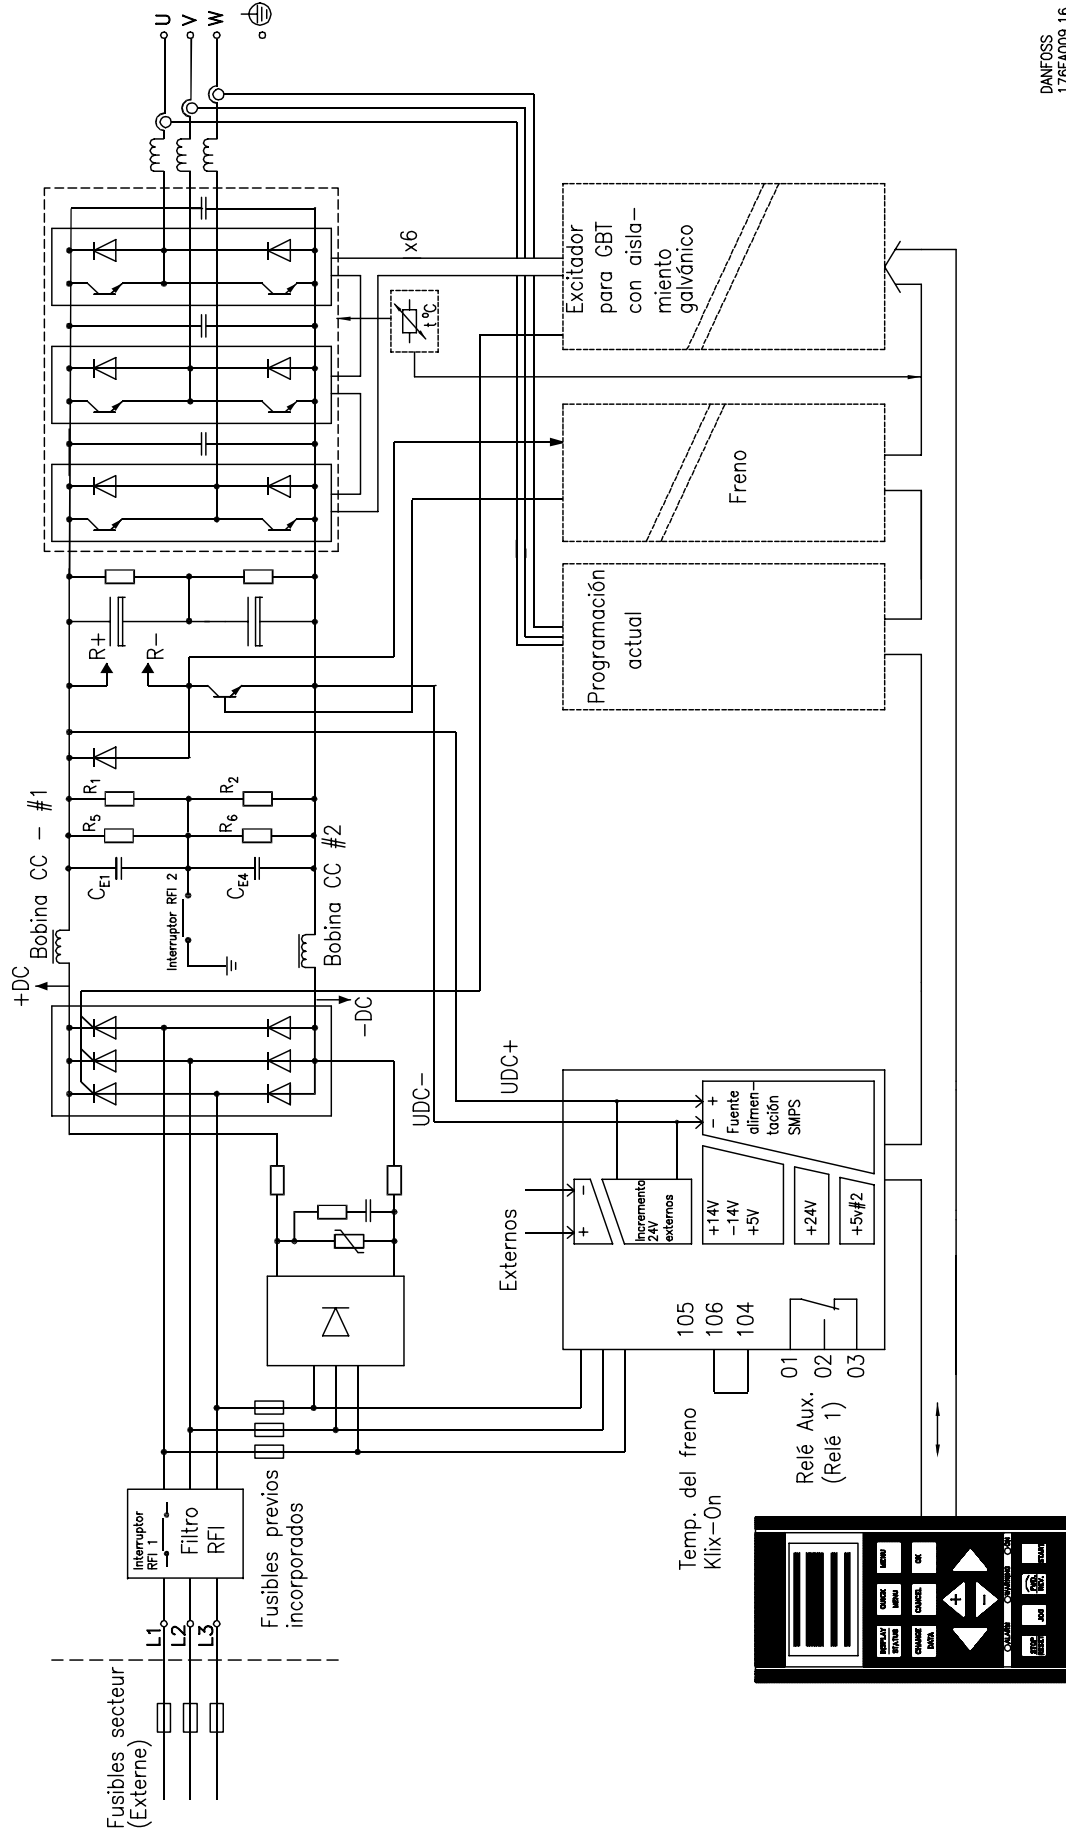 Fusibles secteur
(Externe)
L1
L2
L3
Interruptor
RFI 1
Filtro
RFI
Fusibles previos
incorporados
+DC
-DC
Bobina CC - #1
Bobina CC #2
Interruptor RFI 2
CE1
CE4
R5
R6
R1
R2
R+
R-
x6
t°C
U
V
W
UDC-
UDC+
Externos
+
-
Incremento
24V
externos
+
-
Fuente
alimen-
tación
SMPS
+14V
-14V
+5V
+24V
+5v#2
105
106
104
01
02
03
Temp. del freno
Klix-On
Relé Aux.
(Relé 1)
Programación
actual
Freno
Excitador
para GBT
con aisla-
miento
galvánico
DISPLAY
STATUS
QUICK
MENU
MENU
CHANGE
DATA
CANCEL
OK
+
-
ALARM
WARNING
ON
STOP
RESET
JOG
FWD.
REV.
START
DANFOSS
176FA009.16